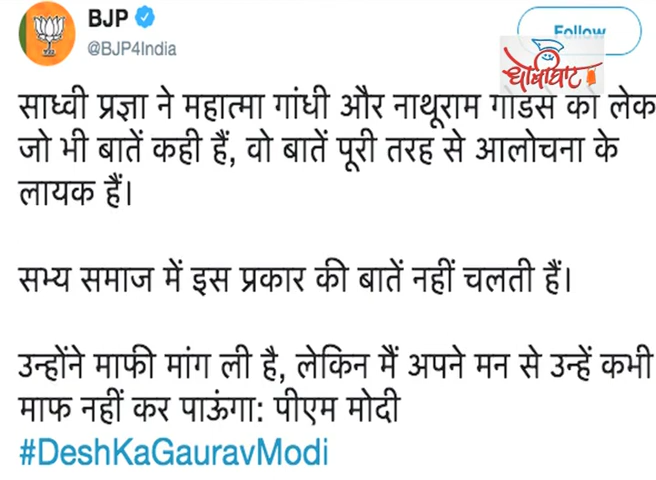 BJP
@BJP4India
Follow
धोबीघाट
साध्वी प्रज्ञा ने महात्मा गांधी और नाथूराम गोडसे को लेक
जो भी बातें कही हैं, वो बातें पूरी तरह से आलोचना के
लायक हैं।
सभ्य समाज में इस प्रकार की बातें नहीं चलती हैं।
उन्होंने माफी मांग ली है, लेकिन मैं अपने मन से उन्हें कभी
माफ नहीं कर पाऊंगा: पीएम मोदी
#DeshKaGauravModi